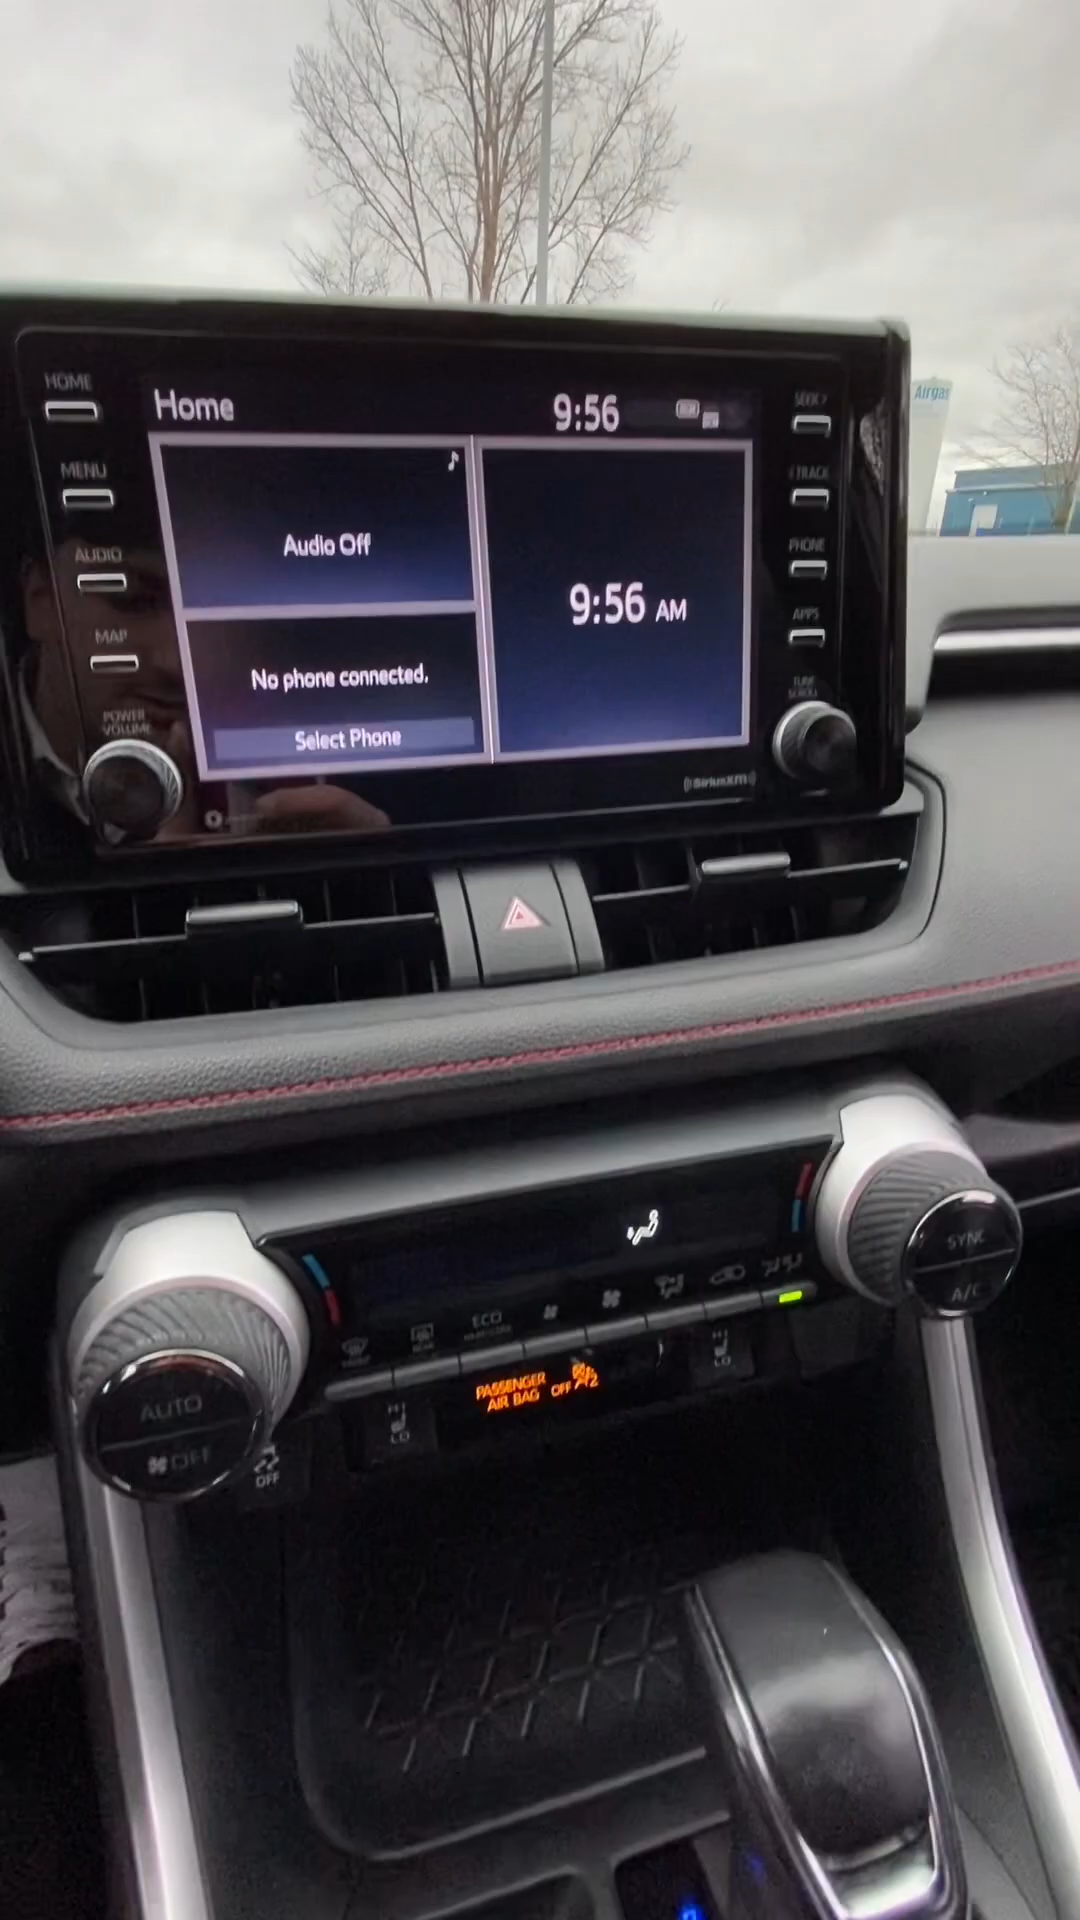 Airgas
HOME
MENU
AUDIO
MAP
POWER
VOLUME
Home
9:56
Audio Off
No phone connected.
Select Phone
9:56 AM
SEEK >
< TRACK
PHONE
APPS
TUNE
SCROLL
((SiriusXM))
SYNC
A/C
ECO
AUTO
OFF
PASSENGER
AIR BAG OFF 2
HI
LO
HI
LO
OFF